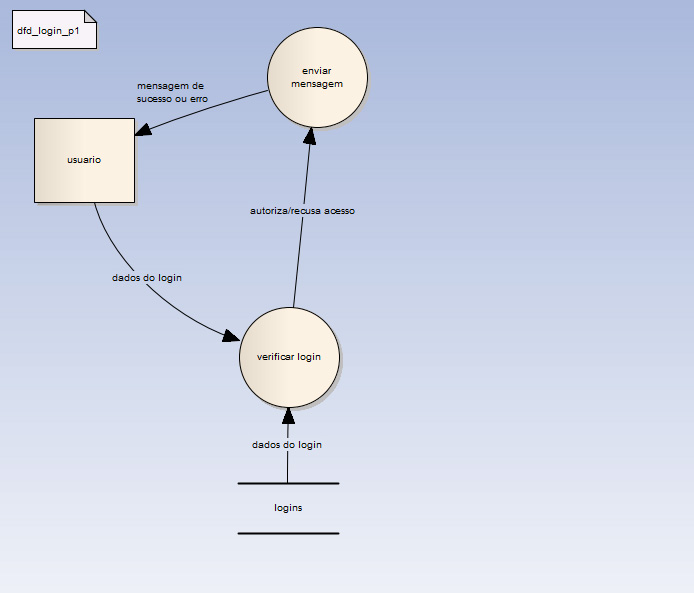 dfd_login_p1
enviar
mensagem
mensagem de
sucesso ou erro
usuario
autoriza/recusa acesso
dados do login
verificar login
dados do login
logins